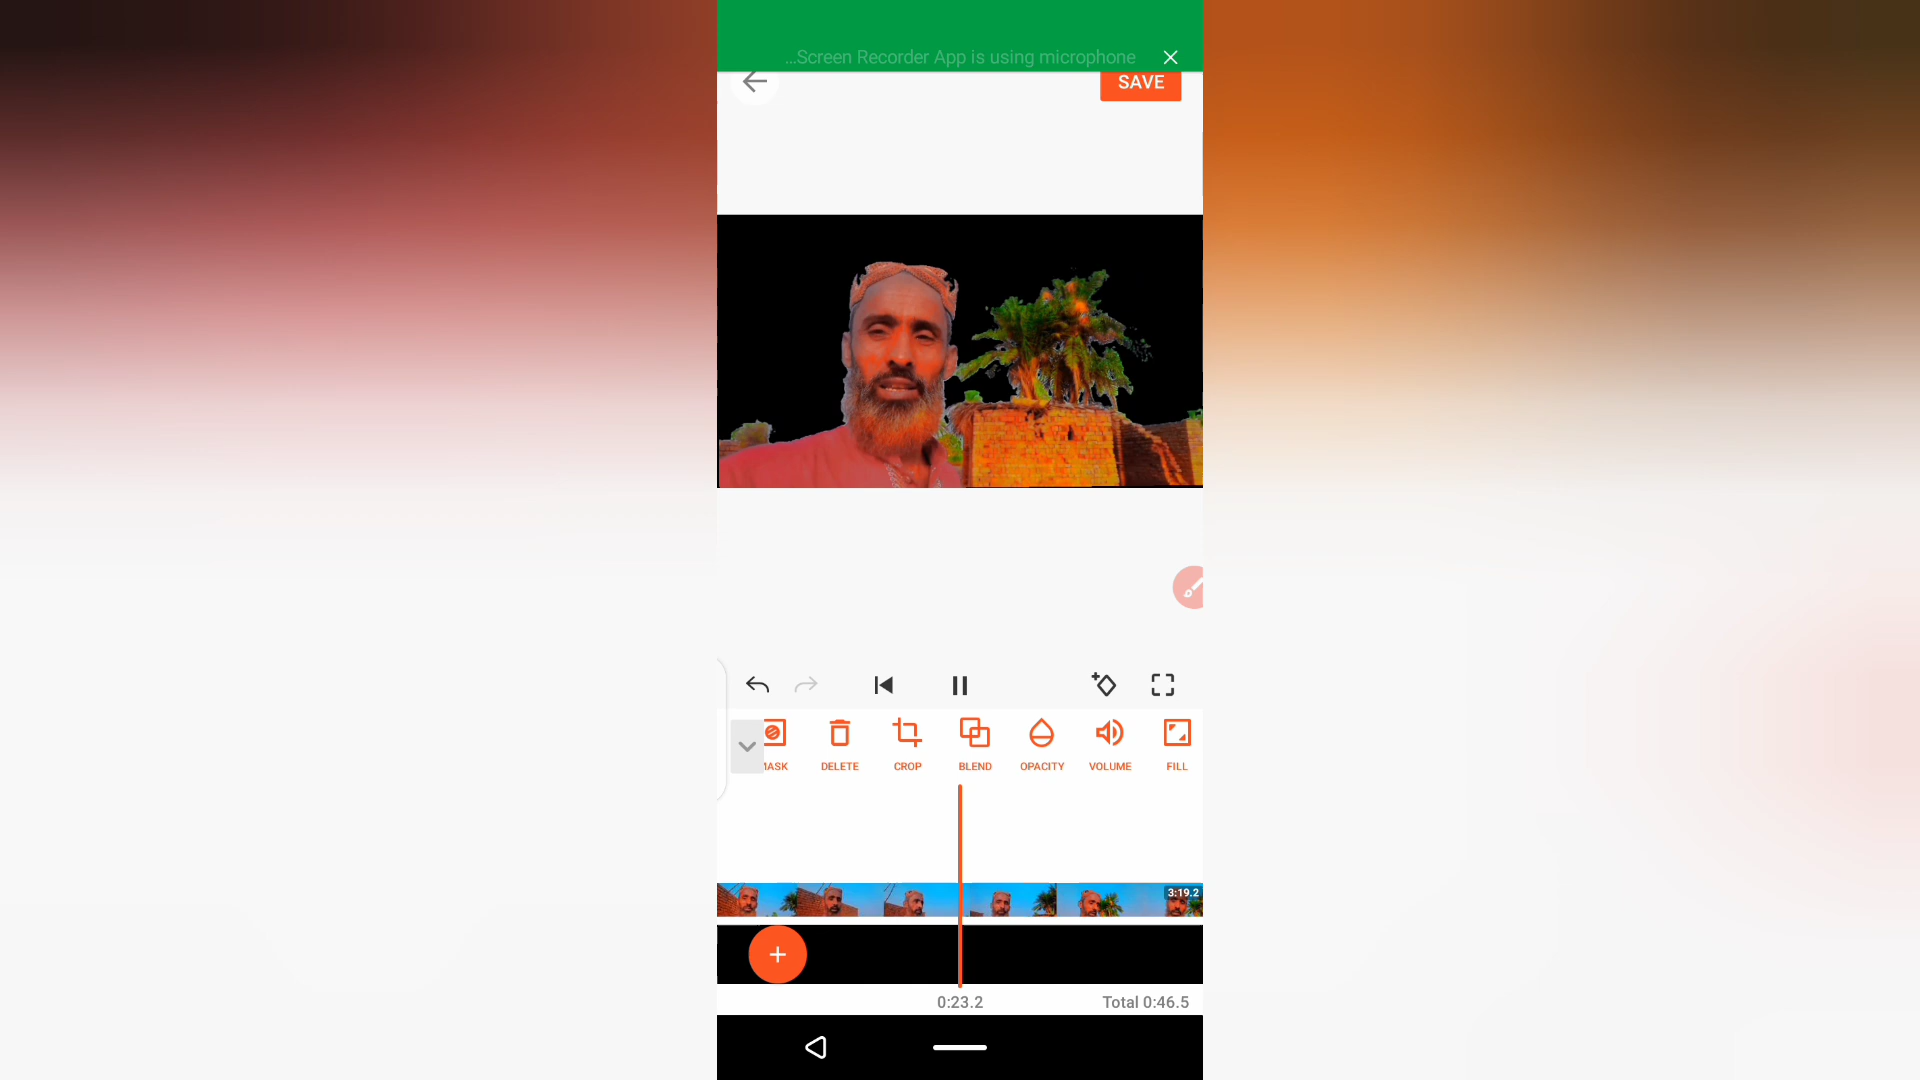 ...Screen Recorder App is using microphone
SAVE
MASK DELETE CROP BLEND OPACITY VOLUME FILL
3:19.2
0:23.2 Total 0:46.5